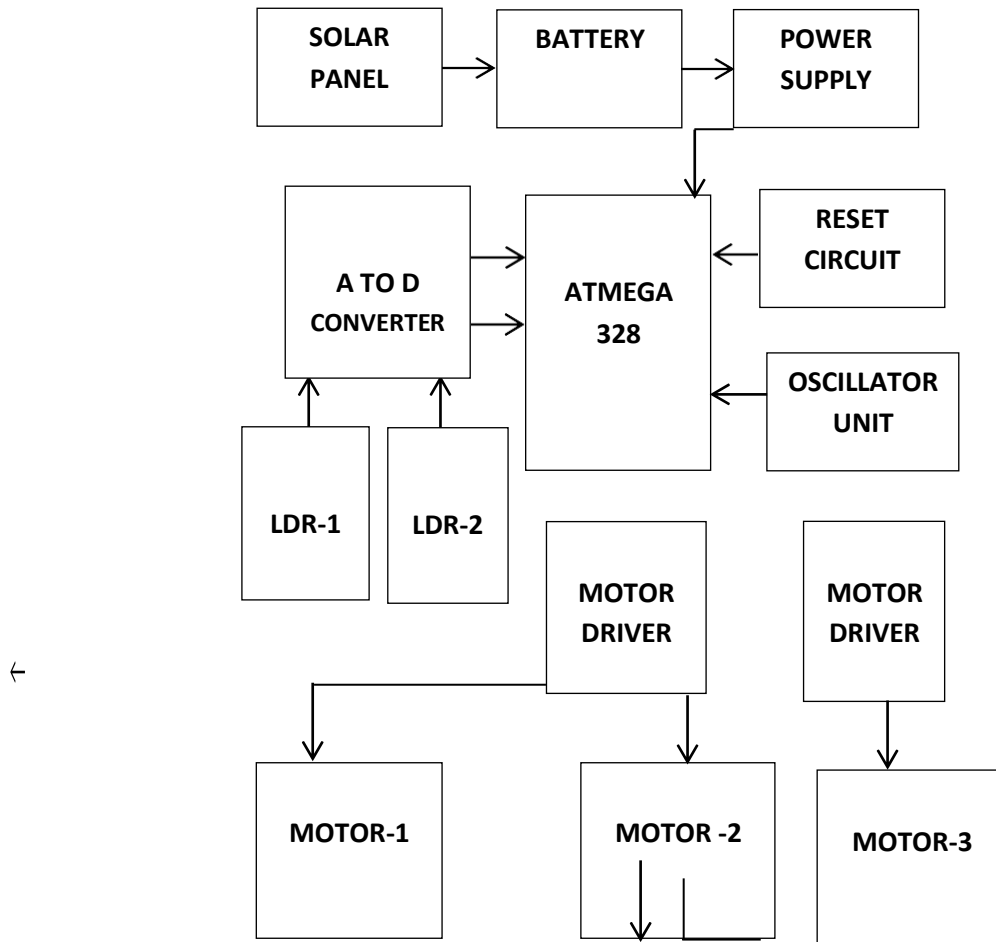 SOLAR
PANEL
BATTERY
POWER
SUPPLY
A TO D
CONVERTER
ATMEGA
328
RESET
CIRCUIT
OSCILLATOR
UNIT
LDR-1
LDR-2
MOTOR
DRIVER
MOTOR
DRIVER
MOTOR-1
MOTOR -2
MOTOR-3